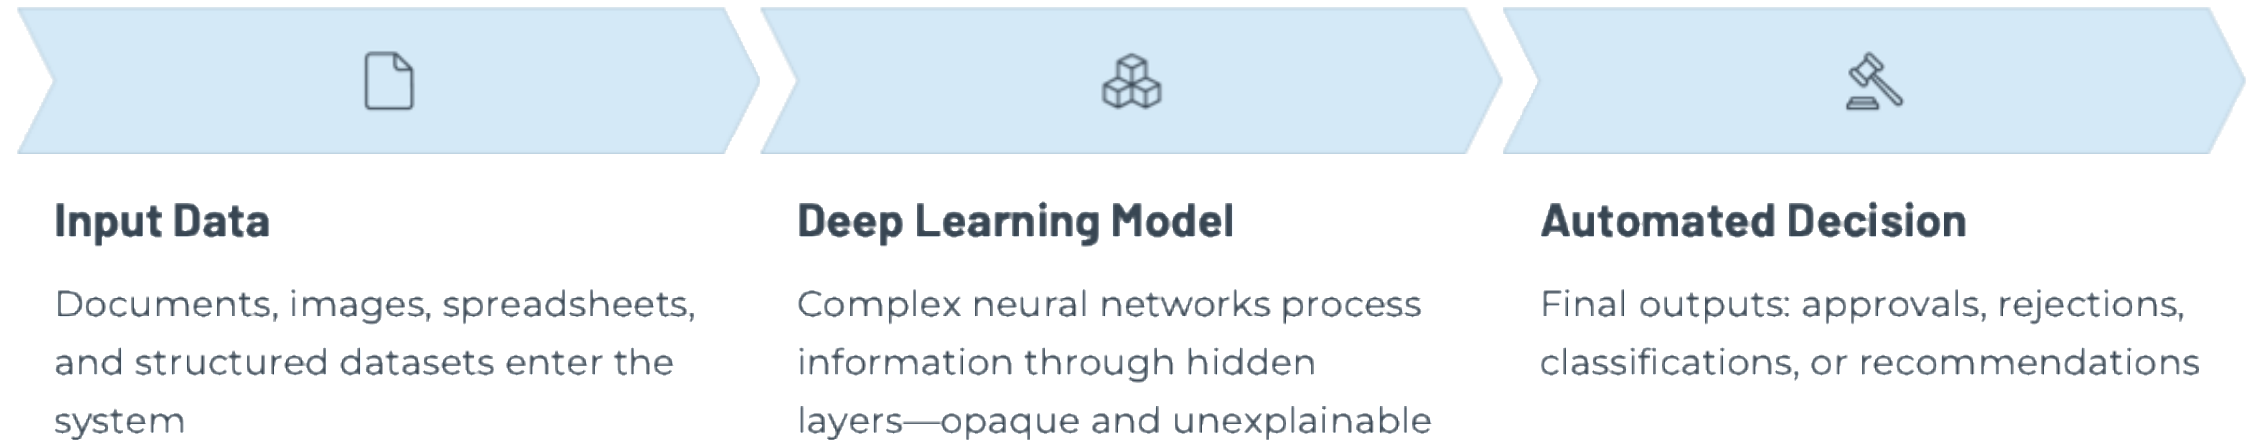 Input Data
Documents, images, spreadsheets,
and structured datasets enter the
system
Deep Learning Model
Complex neural networks process
information through hidden
layers—opaque and unexplainable
Automated Decision
Final outputs: approvals, rejections,
classifications, or recommendations